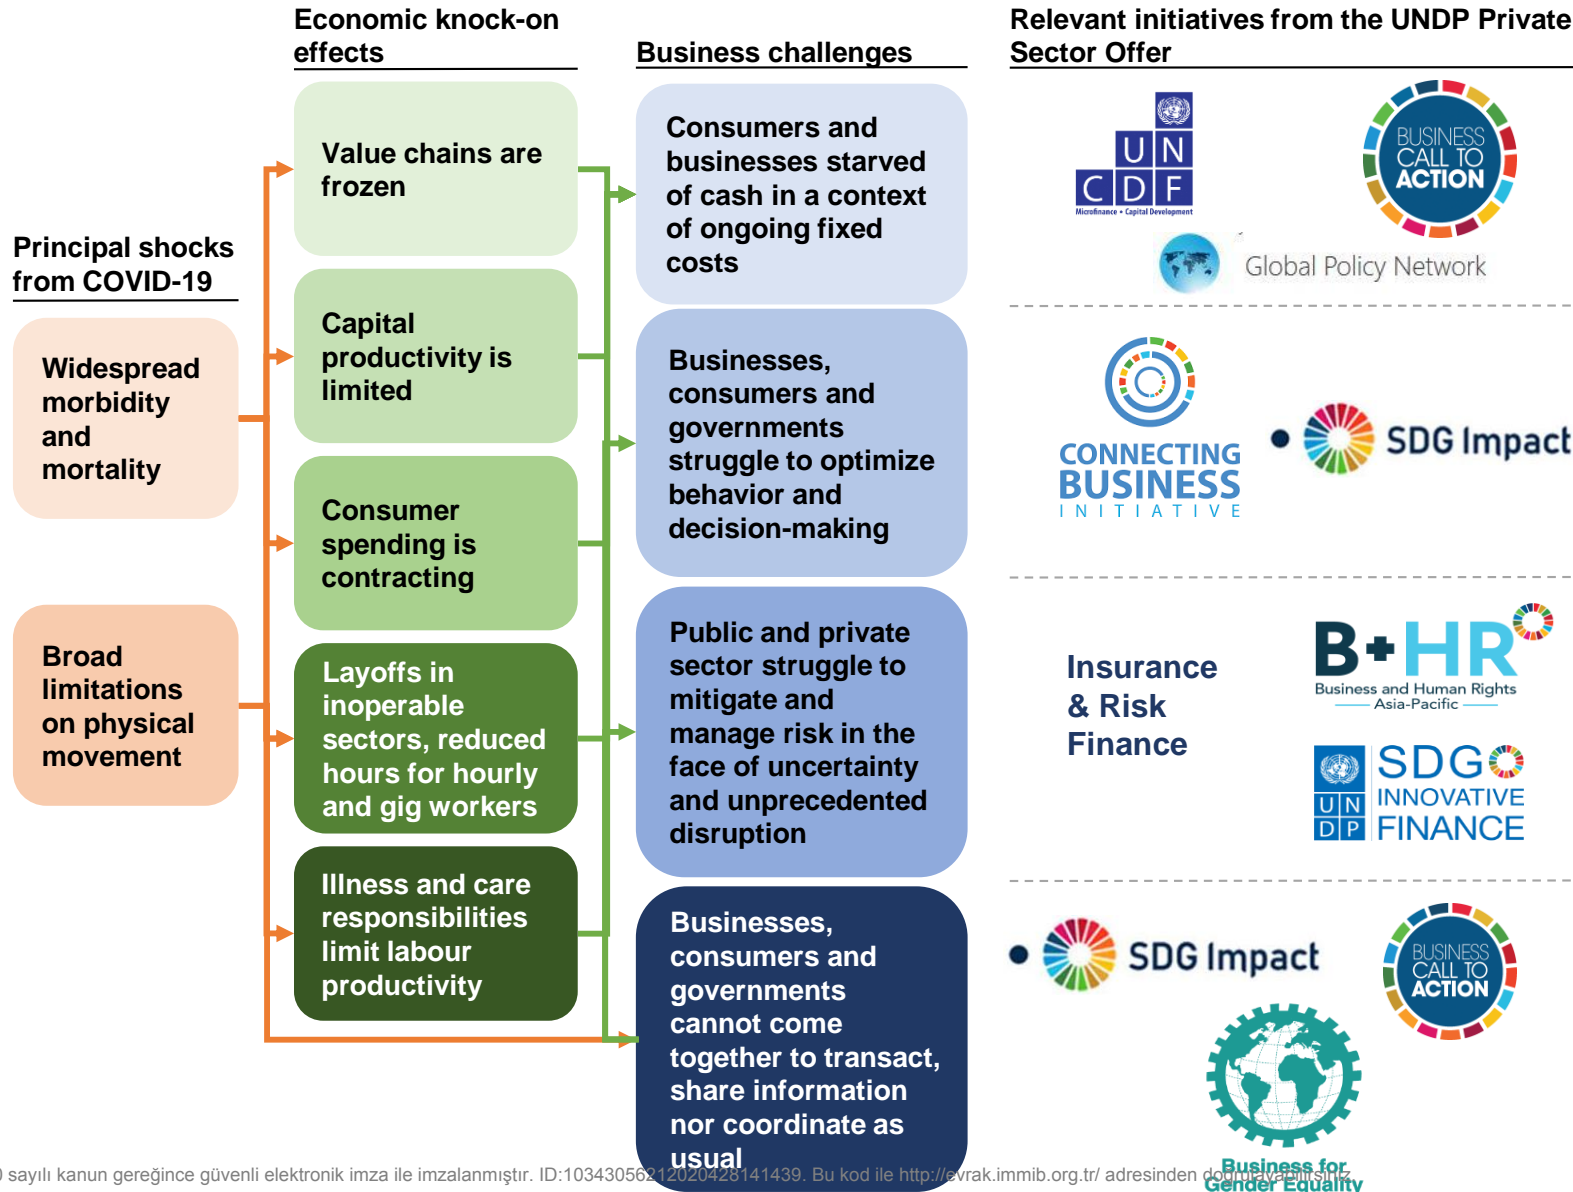 Economic knock-on
effects
Business challenges
Relevant initiatives from the UNDP Private
Sector Offer
Principal shocks
from COVID-19
Widespread
morbidity
and
mortality
Broad
limitations
on physical
movement
Value chains are
frozen
Capital
productivity is
limited
Consumer
spending is
contracting
Layoffs in
inoperable
sectors, reduced
hours for hourly
and gig workers
Illness and care
responsibilities
limit labour
productivity
Consumers and
businesses starved
of cash in a context
of ongoing fixed
costs
Businesses,
consumers and
governments
struggle to optimize
behavior and
decision-making
Public and private
sector struggle to
mitigate and
manage risk in the
face of uncertainty
and unprecedented
disruption
Businesses,
consumers and
governments
cannot come
together to transact,
share information
nor coordinate as
usual
UN
CDF
Microfinance • Capital Development
BUSINESS
CALL TO
ACTION
Global Policy Network
CONNECTING
BUSINESS
INITIATIVE
• SDG Impact
Insurance
& Risk
Finance
B+HR
Business and Human Rights
Asia-Pacific
UN
DP
SDG
INNOVATIVE
FINANCE
• SDG Impact
BUSINESS
CALL TO
ACTION
Business for
Gender Equality
0 sayılı kanun gereğince güvenli elektronik imza ile imzalanmıştır. ID:10343056212020428141439. Bu kod ile http://evrak.immib.org.tr/ adresinden doğrulayabilirsiniz.